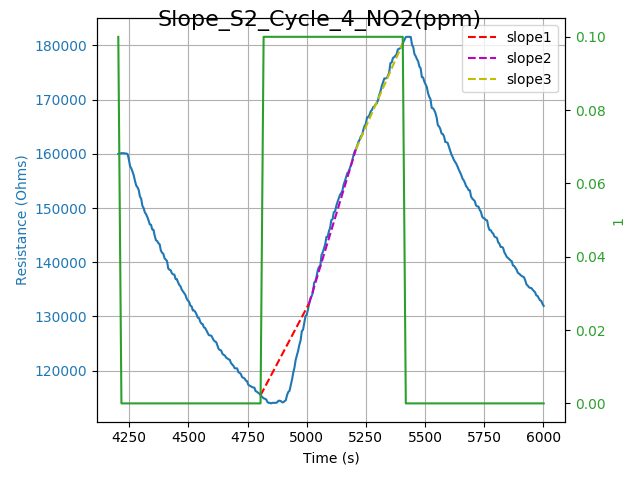 Slope_S2_Cycle_4_NO2(ppm)
slope1
slope2
slope3
180000
170000
160000
150000
140000
130000
120000
Resistance (Ohms)
0.10
0.08
0.06
0.04
0.02
0.00
1
4250 4500 4750 5000 5250 5500 5750 6000
Time (s)